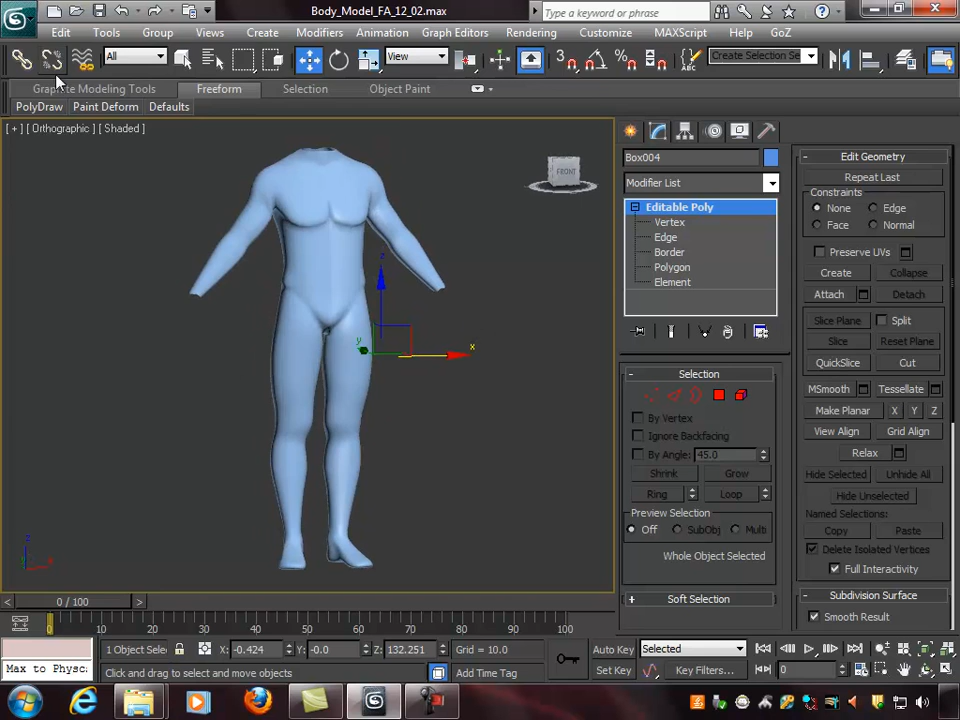 Body_Model_FA_12_02.max
Type a keyword or phrase
Edit Tools Group Views Create Modifiers Animation Graph Editors Rendering Customize MAXScript Help GoZ
All View Create Selection Se
Graphite Modeling Tools Freeform Selection Object Paint
PolyDraw Paint Deform Defaults
[ + ] [ Orthographic ] [ Shaded ]
FRONT
z
y
x
z
x
Box004
Modifier List
Editable Poly
Vertex
Edge
Border
Polygon
Element
Selection
By Vertex
Ignore Backfacing
By Angle: 45.0
Shrink Grow
Ring Loop
Preview Selection
Off SubObj Multi
Whole Object Selected
Soft Selection
Edit Geometry
Repeat Last
Constraints
None Edge
Face Normal
Preserve UVs
Create Collapse
Attach Detach
Slice Plane Split
Slice Reset Plane
QuickSlice Cut
MSmooth Tessellate
Make Planar X Y Z
View Align Grid Align
Relax
Hide Selected Unhide All
Hide Unselected
Named Selections:
Copy Paste
Delete Isolated Vertices
Full Interactivity
Subdivision Surface
Smooth Result
< 0 / 100 >
0 10 20 30 40 50 60 70 80 90 100
1 Object Selec X: -0.424 Y: -0.0 Z: 132.251 Grid = 10.0 Auto Key Selected
Max to Physc Click and drag to select and move objects Add Time Tag Set Key Key Filters... 0